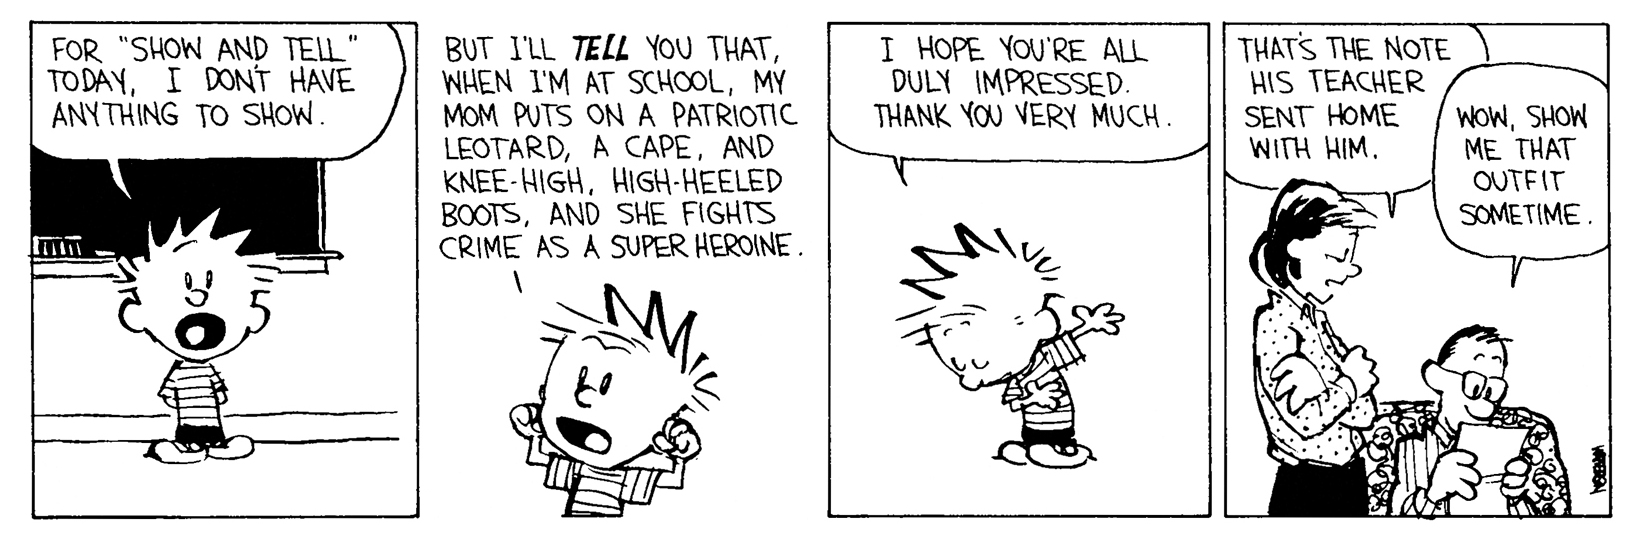 FOR "SHOW AND TELL"
TODAY, I DON'T HAVE
ANYTHING TO SHOW.
BUT I'LL TELL YOU THAT,
WHEN I'M AT SCHOOL, MY
MOM PUTS ON A PATRIOTIC
LEOTARD, A CAPE, AND
KNEE-HIGH, HIGH-HEELED
BOOTS, AND SHE FIGHTS
CRIME AS A SUPER HEROINE.
I HOPE YOU'RE ALL
DULY IMPRESSED.
THANK YOU VERY MUCH.
THAT'S THE NOTE
HIS TEACHER
SENT HOME
WITH HIM.
WOW, SHOW
ME THAT
OUTFIT
SOMETIME.